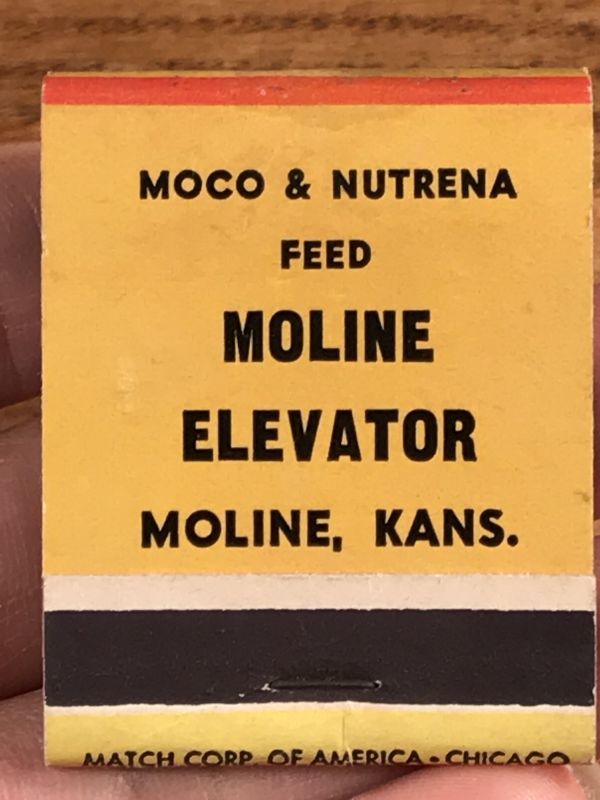 MOCO & NUTRENA
FEED
MOLINE
ELEVATOR
MOLINE, KANS.
MATCH CORP. OF AMERICA • CHICAGO